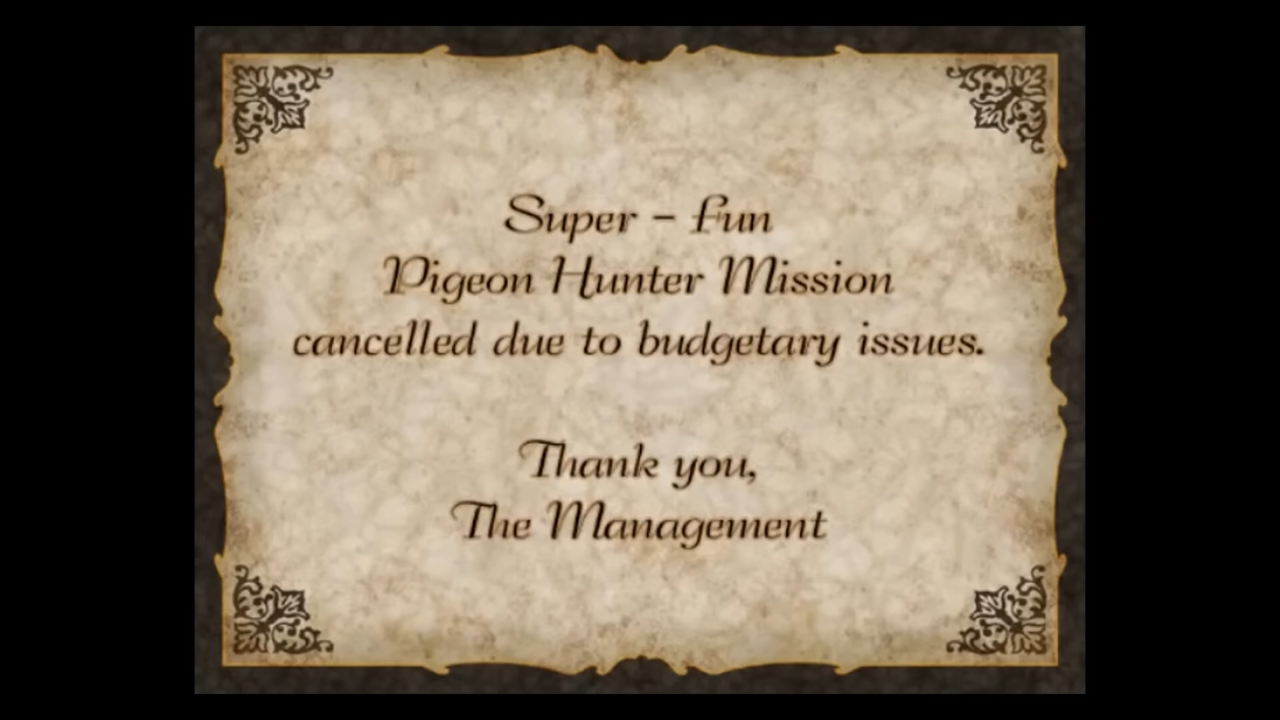 Super - Fun
Pigeon Hunter Mission
cancelled due to budgetary issues.
Thank you,
The Management